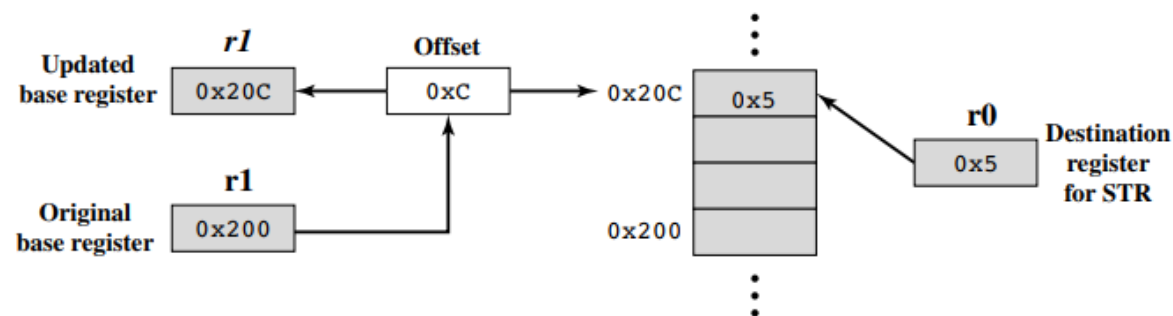 r1
Offset
Updated
base register
0x20C
0xC
0x20C
0x5
r0
0x5
Destination
register
for STR
r1
Original
base register
0x200
0x200